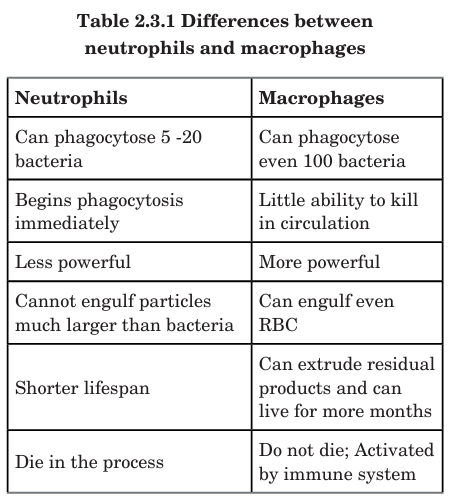 Table 2.3.1 Differences between
neutrophils and macrophages
Neutrophils
Macrophages
Can phagocytose 5 -20
bacteria
Can phagocytose
even 100 bacteria
Begins phagocytosis
immediately
Little ability to kill
in circulation
Less powerful
More powerful
Cannot engulf particles
much larger than bacteria
Can engulf even
RBC
Shorter lifespan
Can extrude residual
products and can
live for more months
Die in the process
Do not die; Activated
by immune system